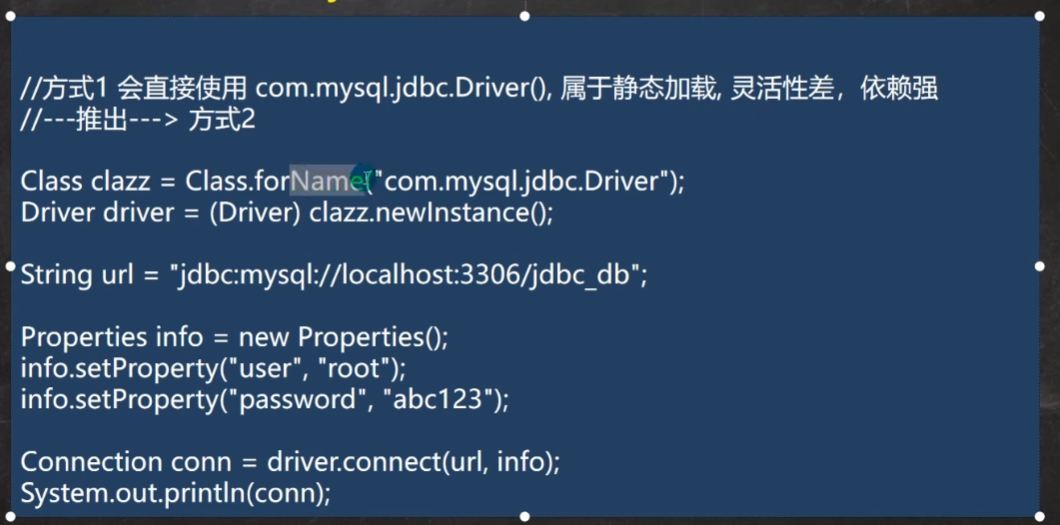 //方式1 会直接使用 com.mysql.jdbc.Driver(), 属于静态加载, 灵活性差，依赖强
//---推出---> 方式2
Class clazz = Class.forName("com.mysql.jdbc.Driver");
Driver driver = (Driver) clazz.newInstance();
String url = "jdbc:mysql://localhost:3306/jdbc_db";
Properties info = new Properties();
info.setProperty("user", "root");
info.setProperty("password", "abc123");
Connection conn = driver.connect(url, info);
System.out.println(conn);